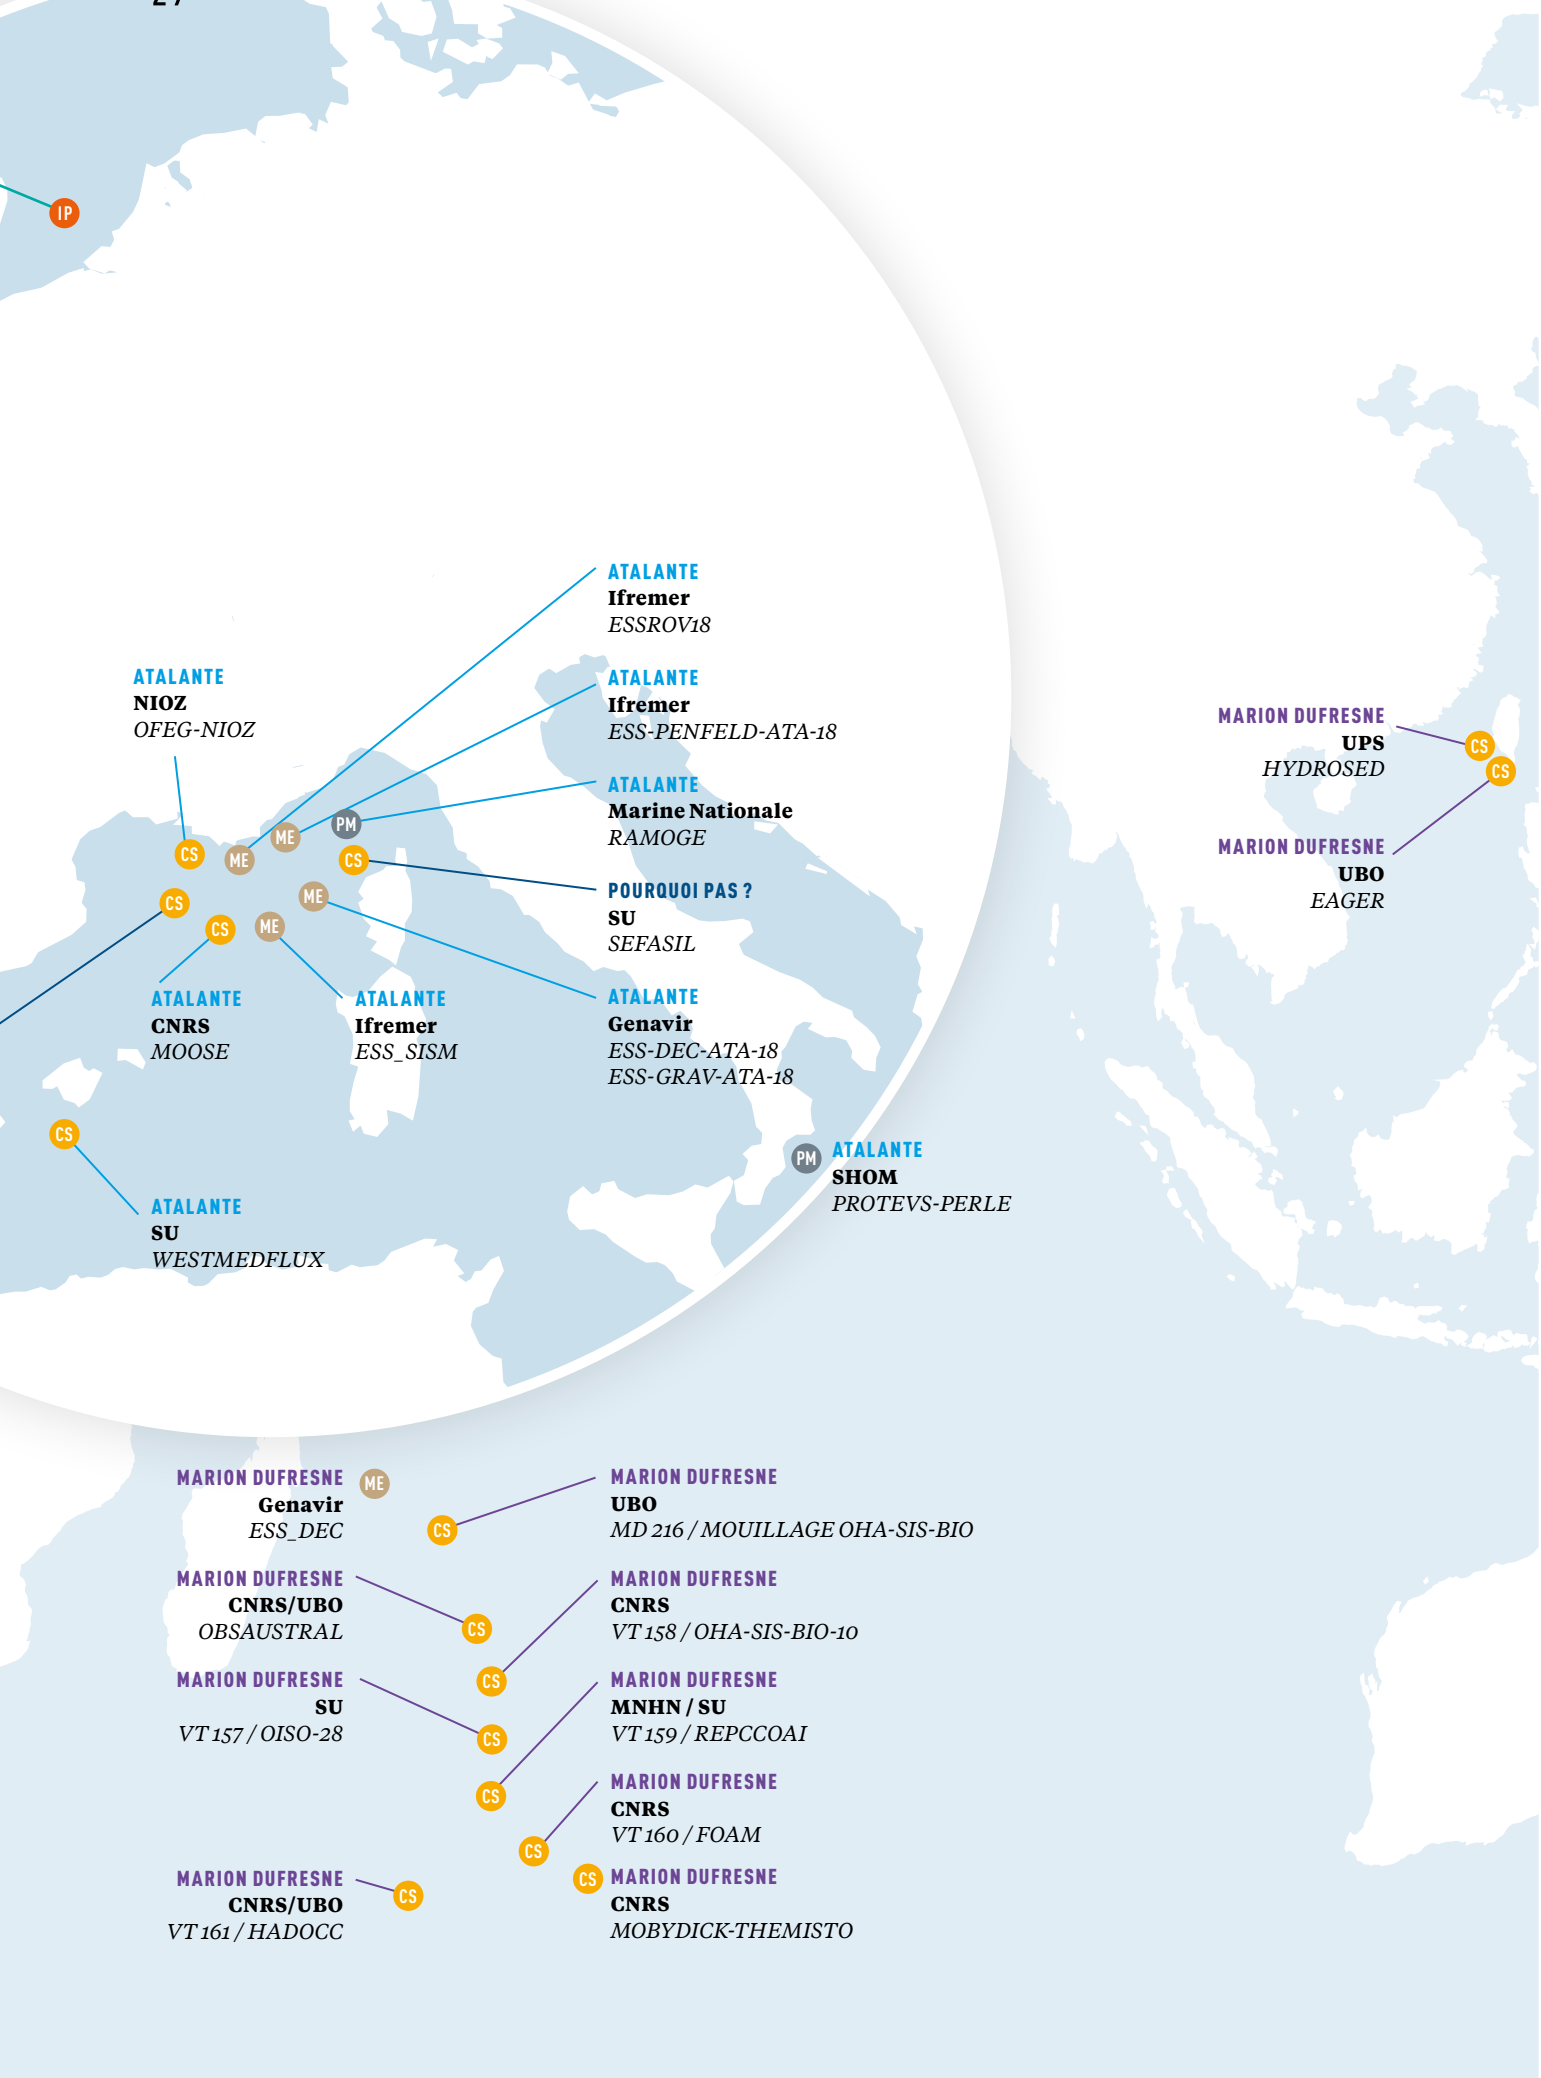 IP
ATALANTE
Ifremer
ESSROV18
ATALANTE
NIOZ
OFEG-NIOZ
ATALANTE
Ifremer
ESS-PENFELD-ATA-18
ATALANTE
Marine Nationale
RAMOGE
POURQUOI PAS ?
SU
SEFASIL
ATALANTE
Genavir
ESS-DEC-ATA-18
ESS-GRAV-ATA-18
PM
ME
CS
ME
CS
CS
ME
CS
ME
ATALANTE
CNRS
MOOSE
ATALANTE
Ifremer
ESS_SISM
CS
ATALANTE
SU
WESTMEDFLUX
PM
ATALANTE
SHOM
PROTEVS-PERLE
MARION DUFRESNE
UPS
HYDROSED
CS
CS
MARION DUFRESNE
UBO
EAGER
MARION DUFRESNE
Genavir
ESS_DEC
ME
CS
MARION DUFRESNE
UBO
MD 216 / MOUILLAGE OHA-SIS-BIO
MARION DUFRESNE
CNRS/UBO
OBSAUSTRAL
CS
MARION DUFRESNE
CNRS
VT 158 / OHA-SIS-BIO-10
CS
MARION DUFRESNE
SU
VT 157 / OISO-28
CS
MARION DUFRESNE
MNHN / SU
VT 159 / REPCCOAI
CS
MARION DUFRESNE
CNRS
VT 160 / FOAM
CS
MARION DUFRESNE
CNRS/UBO
VT 161 / HADOCC
CS
CS
MARION DUFRESNE
CNRS
MOBYDICK-THEMISTO